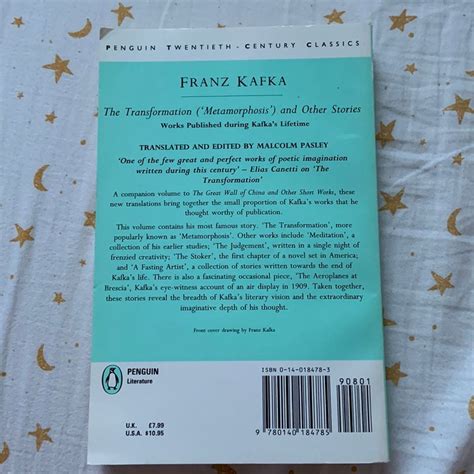 PENGUIN TWENTIETH-CENTURY CLASSICS
FRANZ KAFKA
The Transformation ('Metamorphosis') and Other Stories
Works Published during Kafka's Lifetime
TRANSLATED AND EDITED BY MALCOLM PASLEY
'One of the few great and perfect works of poetic imagination
written during this century' – Elias Canetti on 'The
Transformation'
A companion volume to The Great Wall of China and Other Short Works, these
new translations bring together the small proportion of Kafka's works that he
thought worthy of publication.
This volume contains his most famous story, 'The Transformation', more
popularly known as 'Metamorphosis'. Other works include 'Meditation', a
collection of his earlier studies; 'The Judgement', written in a single night of
frenzied creativity; 'The Stoker', the first chapter of a novel set in America;
and 'A Fasting Artist', a collection of stories written towards the end of
Kafka's life. There is also a fascinating occasional piece, 'The Aeroplanes at
Brescia', Kafka's eye-witness account of an air display in 1909. Taken together,
these stories reveal the breadth of Kafka's literary vision and the extraordinary
imaginative depth of his thought.
Front cover drawing by Franz Kafka
PENGUIN
Literature
U.K. £7.99
U.S.A. $10.95
ISBN 0-14-018478-3
90801
9 780140 184785